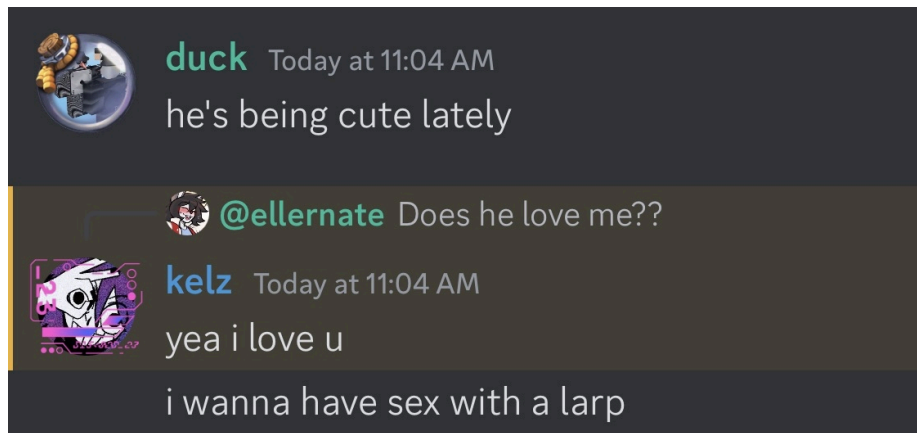 duck Today at 11:04 AM
he's being cute lately
@ellernate Does he love me??
kelz Today at 11:04 AM
yea i love u
i wanna have sex with a larp